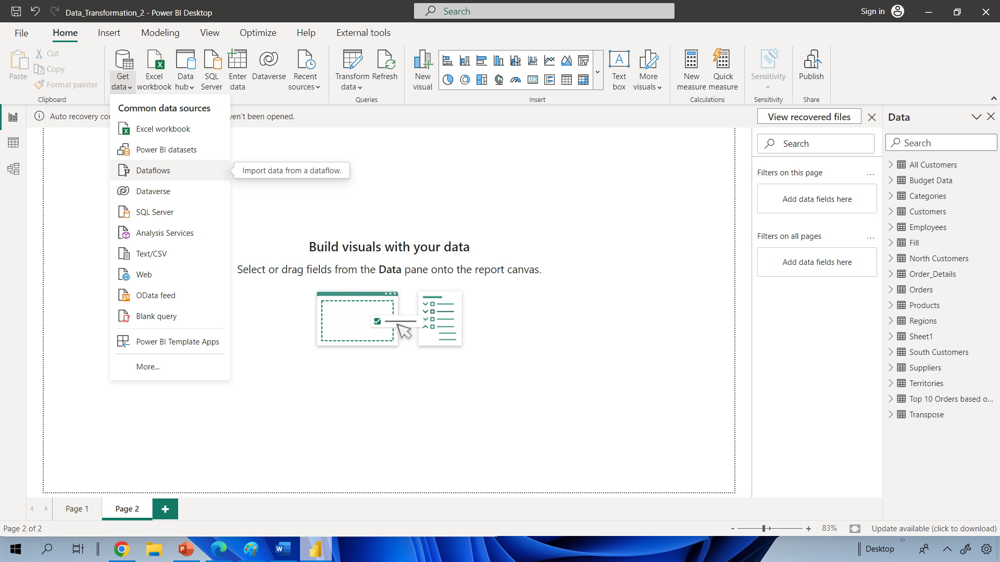 Data_Transformation_2 - Power BI Desktop
Search
Sign in
File
Home
Insert
Modeling
View
Optimize
Help
External tools
Paste
Cut
Copy
Format painter
Clipboard
Get data
Excel workbook
Data hub
SQL Server
Enter data
Dataverse
Recent sources
Transform data
Refresh
Queries
New visual
123
A
Text box
More visuals
Insert
New measure
Quick measure
Calculations
Sensitivity
Sensitivity
Publish
Share
Auto recovery con
ven't been opened.
View recovered files
Common data sources
Excel workbook
Power BI datasets
Dataflows
Import data from a dataflow.
Dataverse
SQL Server
Analysis Services
Text/CSV
Web
OData feed
Blank query
Power BI Template Apps
More...
Build visuals with your data
Select or drag fields from the Data pane onto the report canvas.
Search
Filters on this page
...
Add data fields here
Filters on all pages
...
Add data fields here
Data
Search
All Customers
Budget Data
Categories
Customers
Employees
Fill
North Customers
Order_Details
Orders
Products
Regions
Sheet1
South Customers
Suppliers
Territories
Top 10 Orders based o...
Transpose
Page 1
Page 2
Page 2 of 2
- + 83%
Update available (click to download)
Desktop